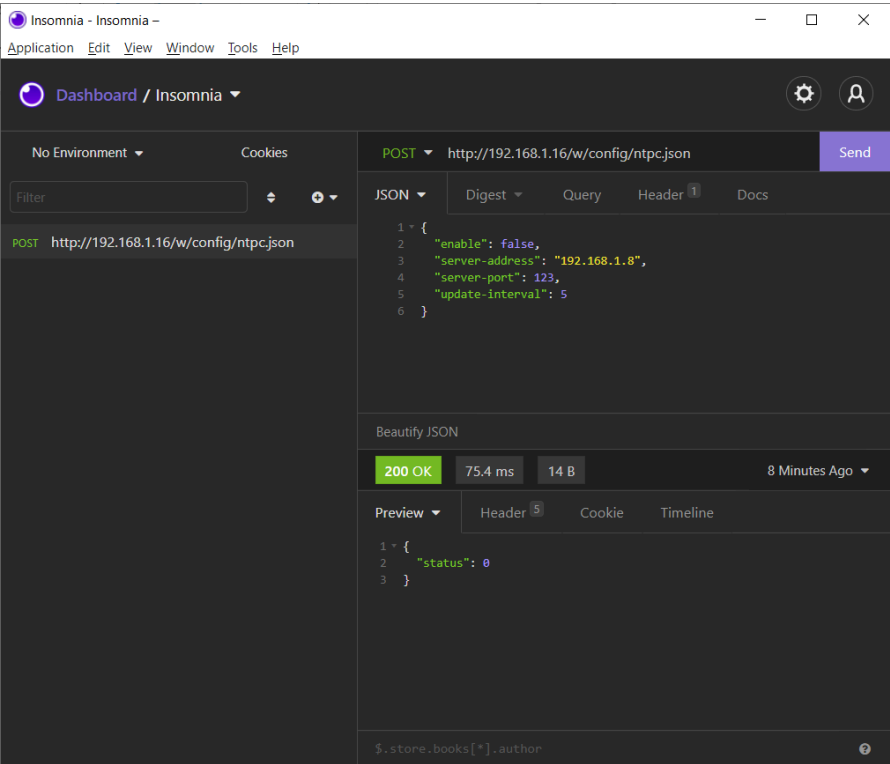 Insomnia - Insomnia –
Application Edit View Window Tools Help
Dashboard / Insomnia
No Environment Cookies
Filter
POST http://192.168.1.16/w/config/ntpc.json
POST http://192.168.1.16/w/config/ntpc.json Send
JSON Digest Query Header 1 Docs
1 {
2 "enable": false,
3 "server-address": "192.168.1.8",
4 "server-port": 123,
5 "update-interval": 5
6 }
Beautify JSON
200 OK 75.4 ms 14 B 8 Minutes Ago
Preview Header 5 Cookie Timeline
1 {
2 "status": 0
3 }
$.store.books[*].author
?